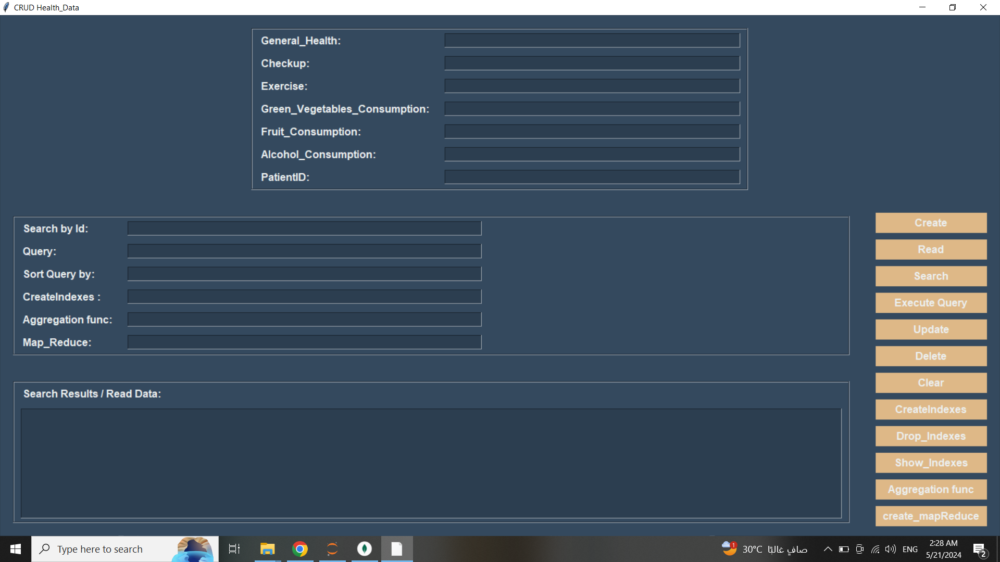 CRUD Health_Data
General_Health:
Checkup:
Exercise:
Green_Vegetables_Consumption:
Fruit_Consumption:
Alcohol_Consumption:
PatientID:
Search by Id:
Query:
Sort Query by:
CreateIndexes :
Aggregation func:
Map_Reduce:
Create
Read
Search
Execute Query
Update
Delete
Clear
CreateIndexes
Drop_Indexes
Show_Indexes
Aggregation func
create_mapReduce
Search Results / Read Data:
Type here to search
1
30°C صافٍ غالبًا
ENG
2:28 AM
5/21/2024
2